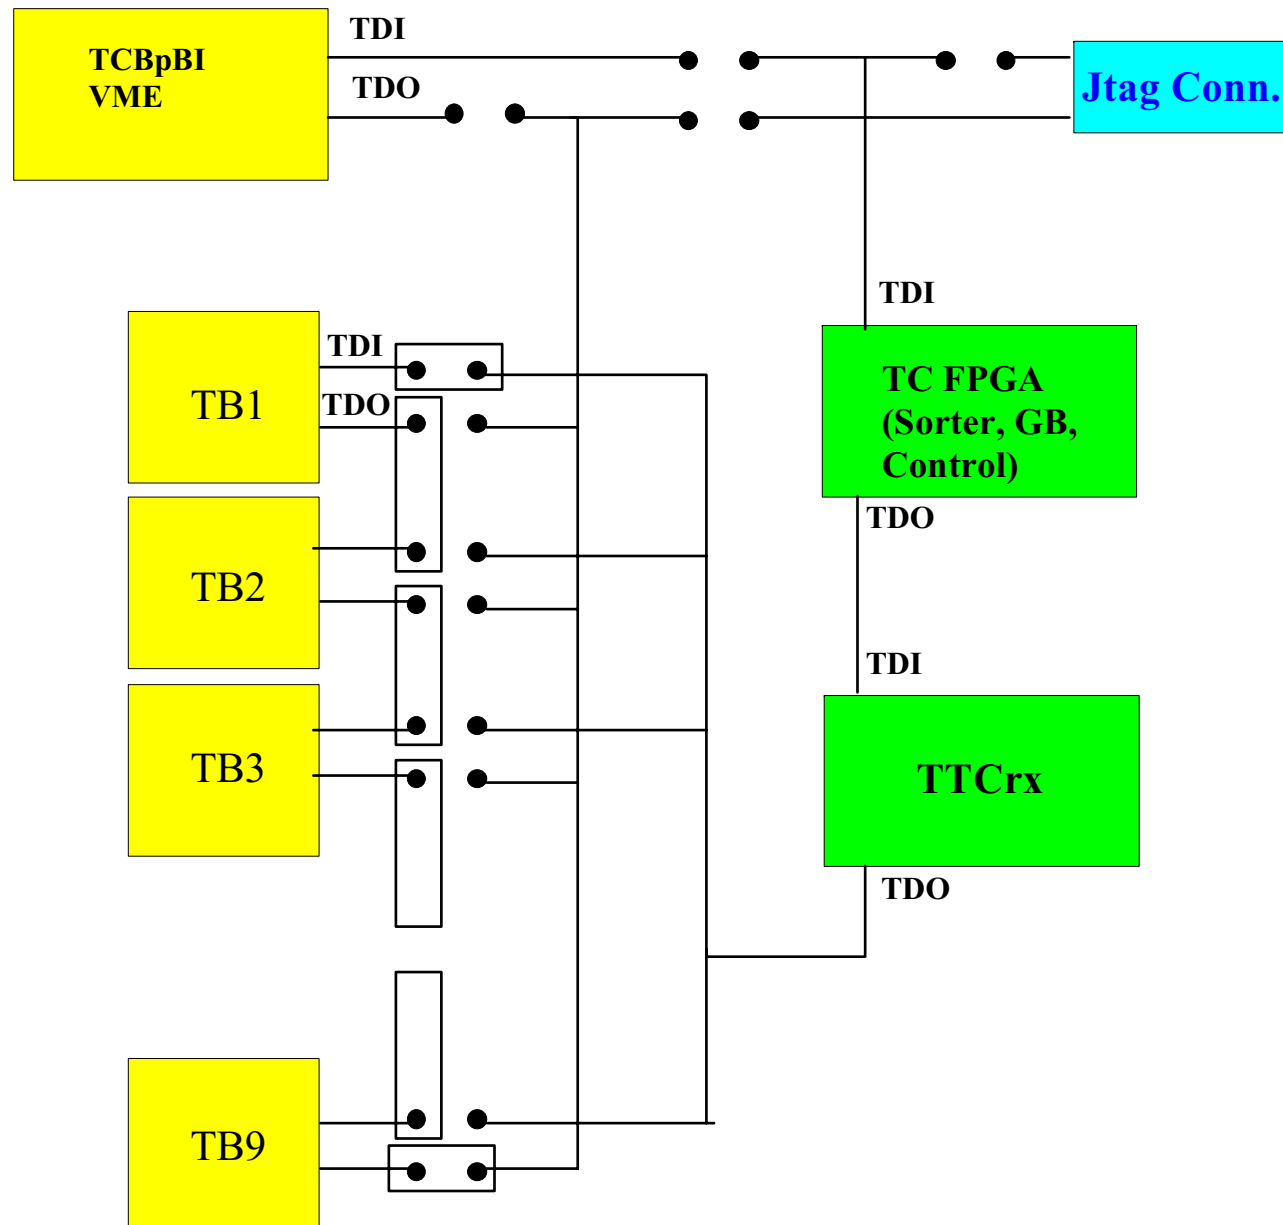 TDI
TCBpBI
VME
TDO
Jtag Conn.
TDI
TDI
TB1
TDO
TC FPGA
(Sorter, GB,
Control)
TDO
TB2
TDI
TB3
TTCrx
TDO
TB9